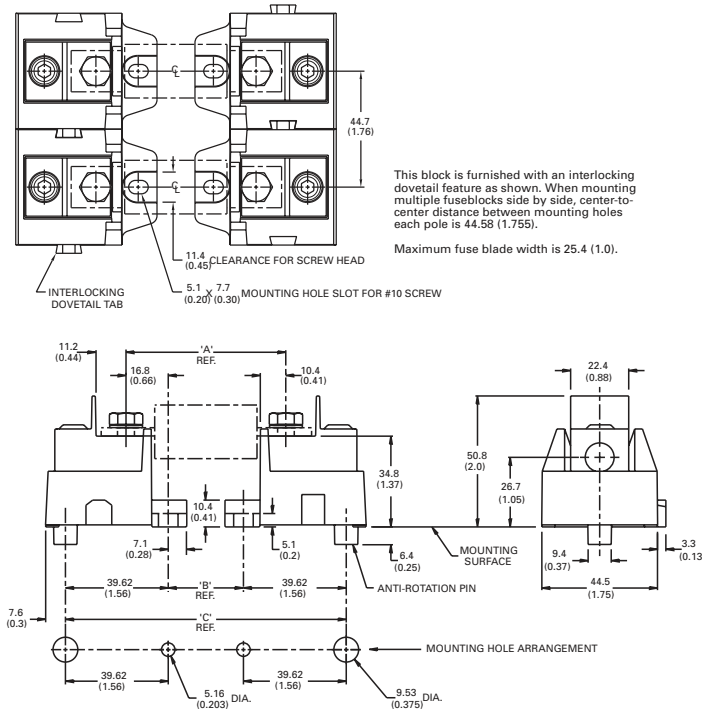 ℄
44.7
(1.76)
℄
This block is furnished with an interlocking
dovetail feature as shown. When mounting
multiple fuseblocks side by side, center-to-
center distance between mounting holes
each pole is 44.58 (1.755).
Maximum fuse blade width is 25.4 (1.0).
11.4
(0.45) CLEARANCE FOR SCREW HEAD
5.1 X 7.7
(0.20) (0.30) MOUNTING HOLE SLOT FOR #10 SCREW
INTERLOCKING
DOVETAIL TAB
11.2
(0.44)
'A'
REF.
16.8
(0.66)
10.4
(0.41)
22.4
(0.88)
50.8
(2.0)
34.8
(1.37)
26.7
(1.05)
10.4
(0.41)
7.1
(0.28)
5.1
(0.2)
6.4
(0.25)
MOUNTING
SURFACE
9.4
(0.37)
3.3
(0.13
39.62
(1.56)
'B'
REF.
39.62
(1.56)
ANTI-ROTATION PIN
44.5
(1.75)
7.6
(0.3)
'C'
REF.
MOUNTING HOLE ARRANGEMENT
39.62
(1.56)
39.62
(1.56)
5.16
(0.203) DIA.
9.53
(0.375) DIA.